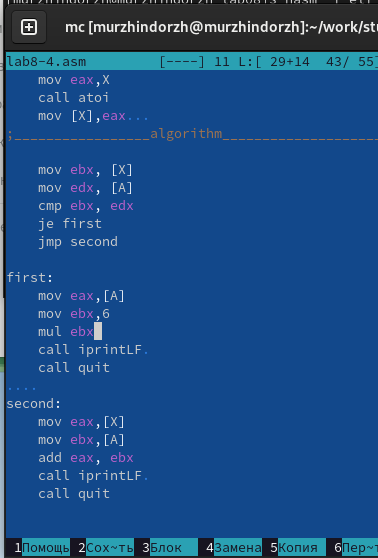 mc [murzhindorzh@murzhindorzh]:~/work/stu
lab8-4.asm [----] 11 L:[ 29+14 43/ 55]
mov eax,X
call atoi
mov [X],eax...
;_________________algorithm____________________
mov ebx, [X]
mov edx, [A]
cmp ebx, edx
je first
jmp second
first:
mov eax,[A]
mov ebx,6
mul ebx
call iprintLF.
call quit
....
second:
mov eax,[X]
mov ebx,[A]
add eax, ebx
call iprintLF.
call quit
1Помощь 2Сох~ть 3Блок 4Замена 5Копия 6Пер~т